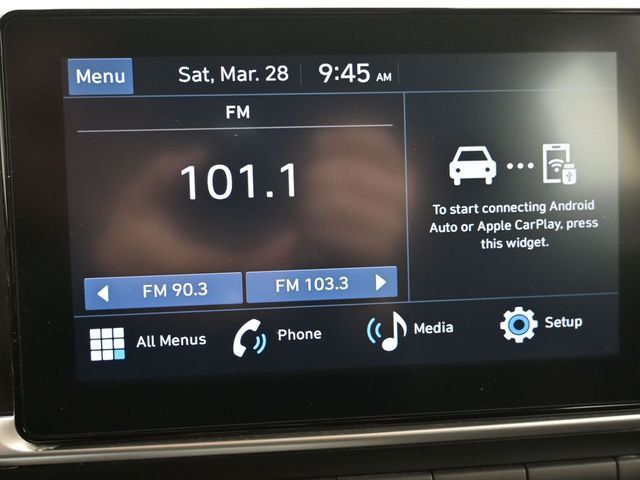 Menu
Sat, Mar. 28
9:45 AM
FM
101.1
FM 90.3
FM 103.3
To start connecting Android
Auto or Apple CarPlay, press
this widget.
All Menus
Phone
Media
Setup